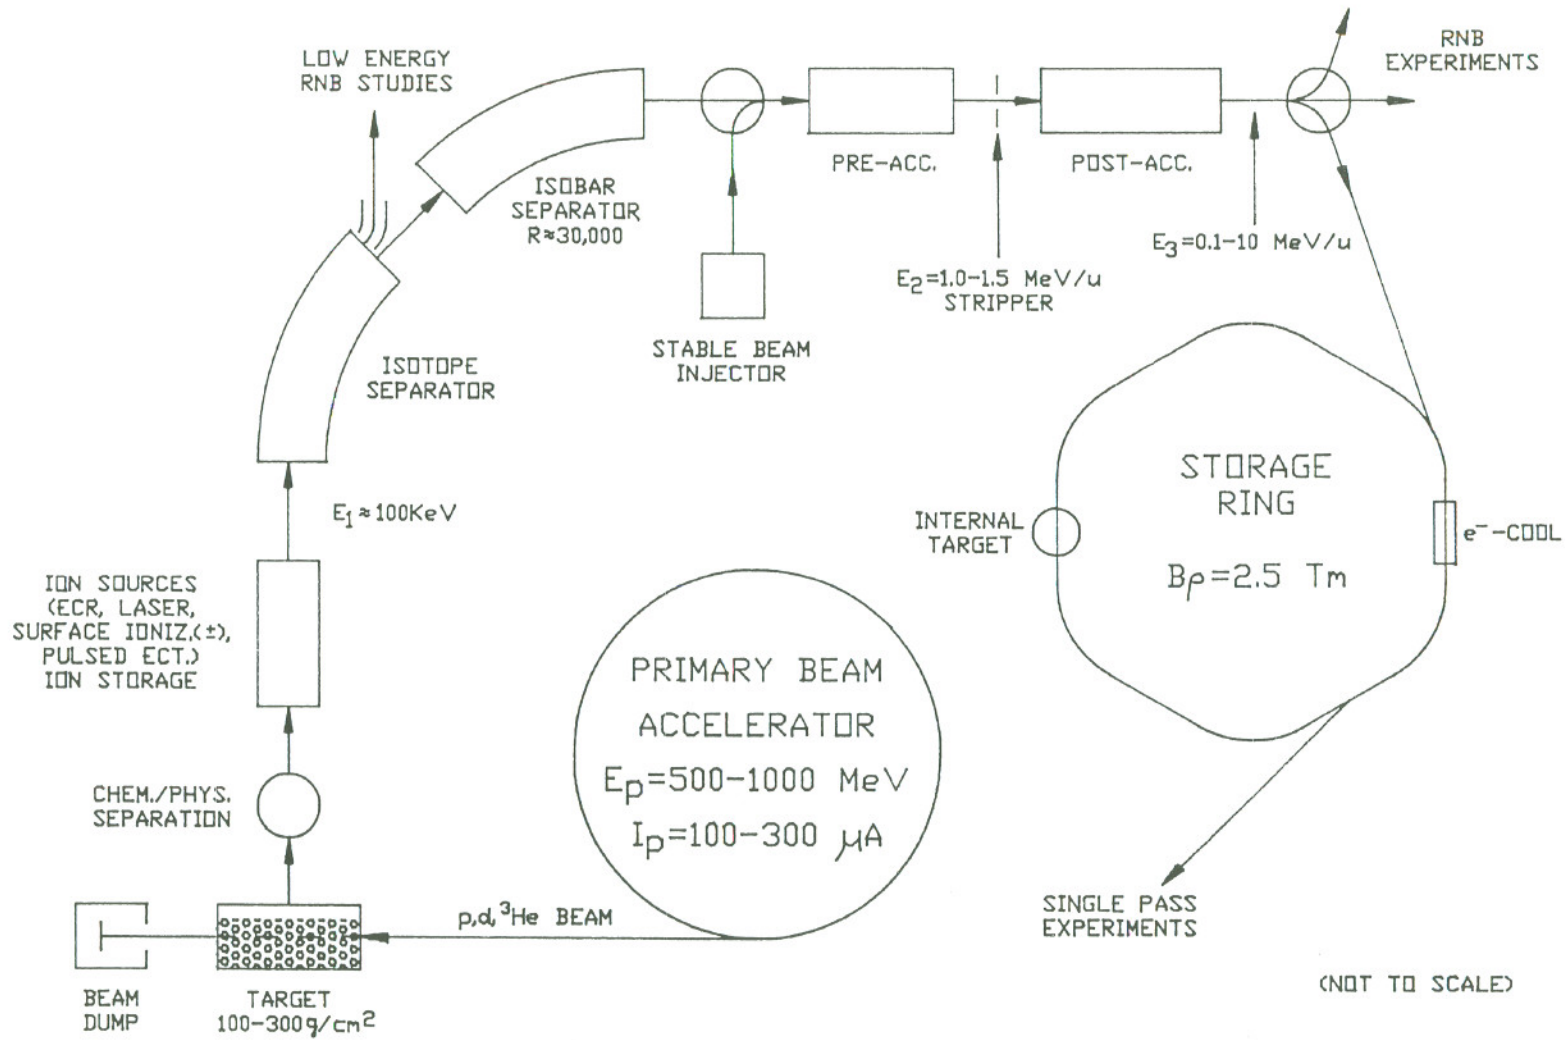 LOW ENERGY
RNB STUDIES
RNB
EXPERIMENTS
ISOBAR
SEPARATOR
R≈30,000
PRE-ACC.
POST-ACC.
E₂=1.0-1.5 MeV/u
STRIPPER
E₃=0.1-10 MeV/u
STABLE BEAM
INJECTOR
ISOTOPE
SEPARATOR
E₁≈100KeV
ION SOURCES
(ECR, LASER,
SURFACE IONIZ.(±),
PULSED ECT.)
ION STORAGE
CHEM./PHYS.
SEPARATION
PRIMARY BEAM
ACCELERATOR
Eₚ=500-1000 MeV
Iₚ=100-300 μA
p,d,³He BEAM
BEAM
DUMP
TARGET
100-300g/cm²
STORAGE
RING
Bρ=2.5 Tm
INTERNAL
TARGET
e⁻-COOL
SINGLE PASS
EXPERIMENTS
(NOT TO SCALE)